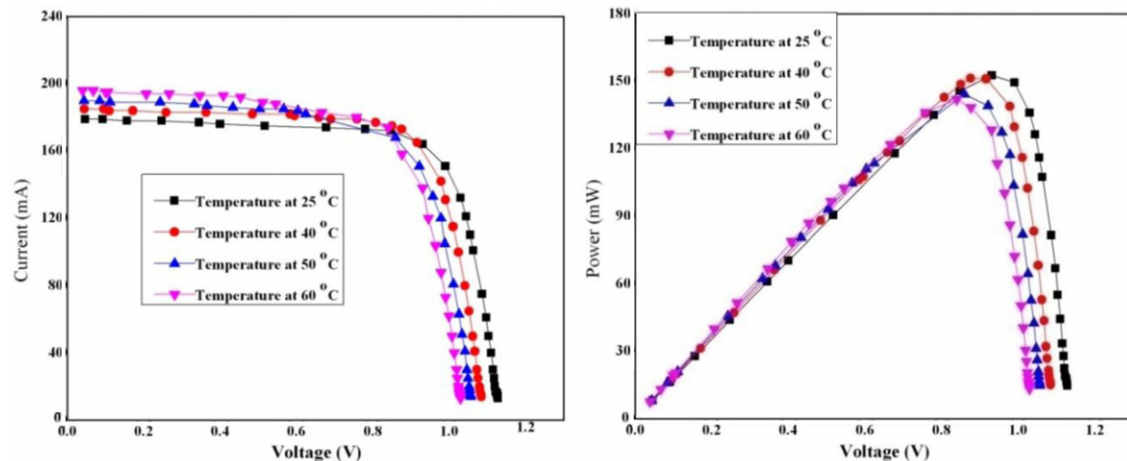 240
200
160
120
80
40
0
Current (mA)
Temperature at 25 °C
Temperature at 40 °C
Temperature at 50 °C
Temperature at 60 °C
0.0 0.2 0.4 0.6 0.8 1.0 1.2
Voltage (V)
180
150
120
90
60
30
0
Power (mW)
Temperature at 25 °C
Temperature at 40 °C
Temperature at 50 °C
Temperature at 60 °C
0.0 0.2 0.4 0.6 0.8 1.0 1.2
Voltage (V)